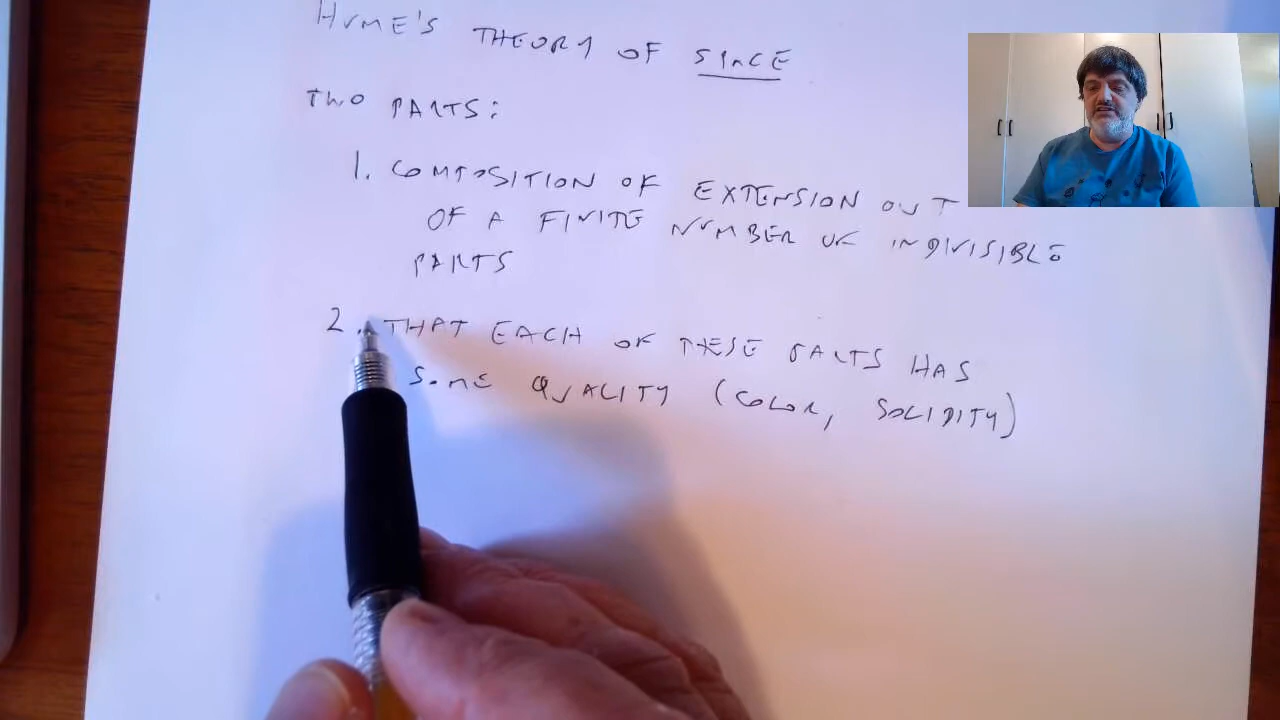 HUME'S THEORY OF SPACE
TWO PARTS:
1. COMPOSITION OF EXTENSION OUT
OF A FINITE NUMBER OF INDIVISIBLE
PARTS
2. THAT EACH OF THESE PARTS HAS
SOME QUALITY (COLOR, SOLIDITY)